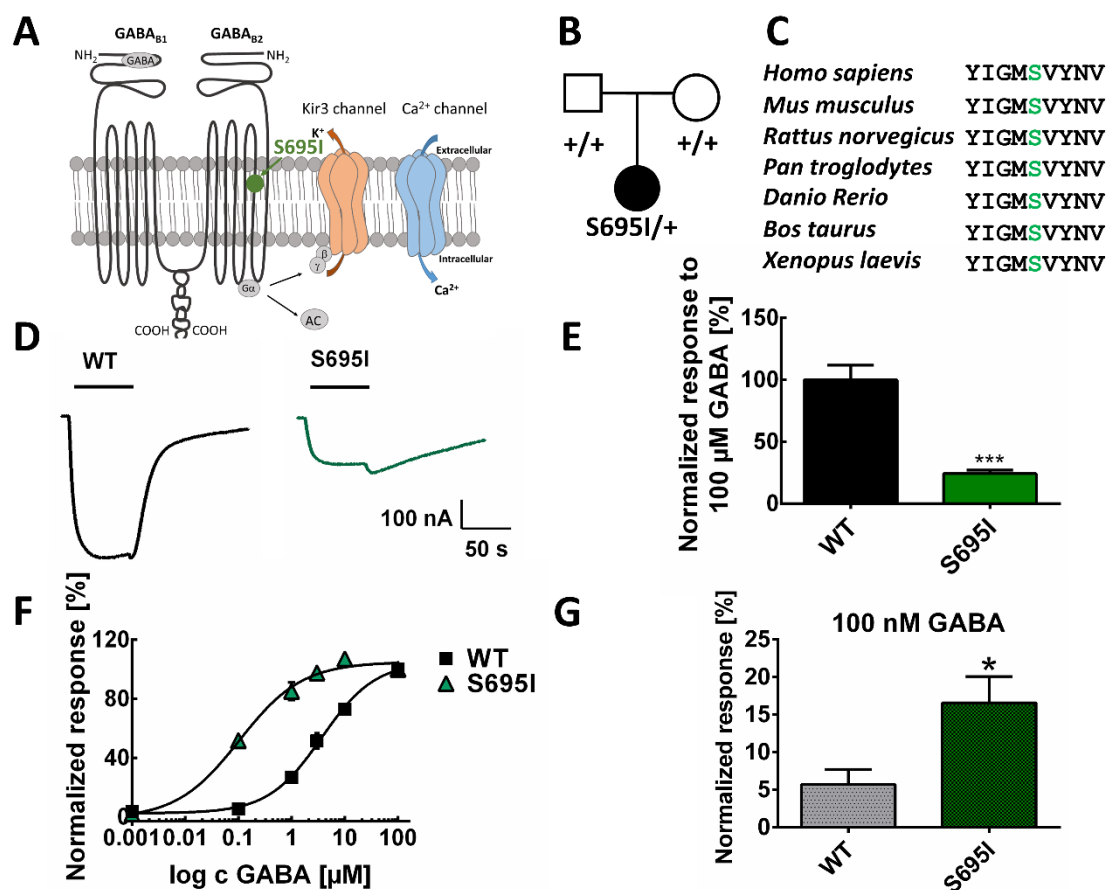 A
GABAB1
GABAB2
NH2
GABA
NH2
Kir3 channel
Ca2+ channel
K+
S695I
Extracellular
Intracellular
β
γ
Gα
Ca2+
AC
COOH
COOH
B
+/+
+/+
S695I/+
C
Homo sapiens YIGMSVYNV
Mus musculus YIGMSVYNV
Rattus norvegicus YIGMSVYNV
Pan troglodytes YIGMSVYNV
Danio Rerio YIGMSVYNV
Bos taurus YIGMSVYNV
Xenopus laevis YIGMSVYNV
D
WT
S695I
100 nA
50 s
E
Normalized response to
100 µM GABA [%]
100
50
0
***
WT
S695I
F
Normalized response [%]
120
80
40
0
0.001
0.01
0.1
1
10
100
log c GABA [µM]
WT
S695I
G
100 nM GABA
Normalized response [%]
25
20
15
10
5
0
*
WT
S695I